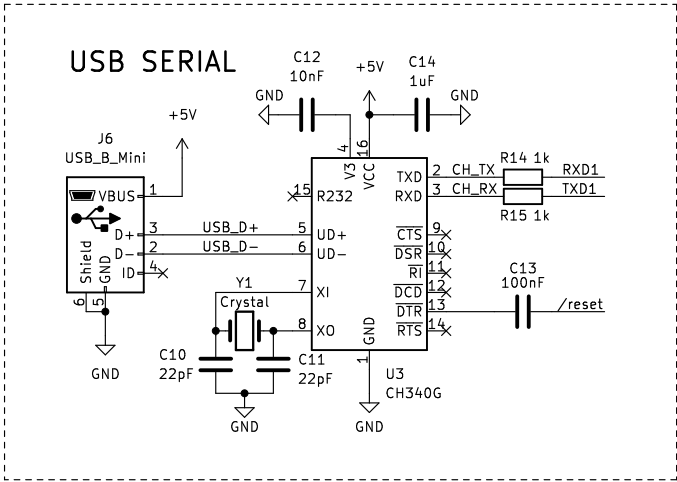 USB SERIAL
C12
10nF
+5V
C14
1uF
GND
GND
+5V
J6
USB_B_Mini
4
16
V3
VCC
VBUS
1
15
R232
TXD
2
CH_TX
R14 1k
RXD1
RXD
3
CH_RX
TXD1
R15 1k
D+
3
USB_D+
5
UD+
CTS
9
D-
2
USB_D-
6
UD-
DSR
10
Shield
GND
ID
4
RI
11
Y1
Crystal
7
XI
DCD
12
C13
100nF
6
5
DTR
13
/reset
8
XO
GND
RTS
14
C10
22pF
C11
22pF
1
U3
CH340G
GND
GND
GND